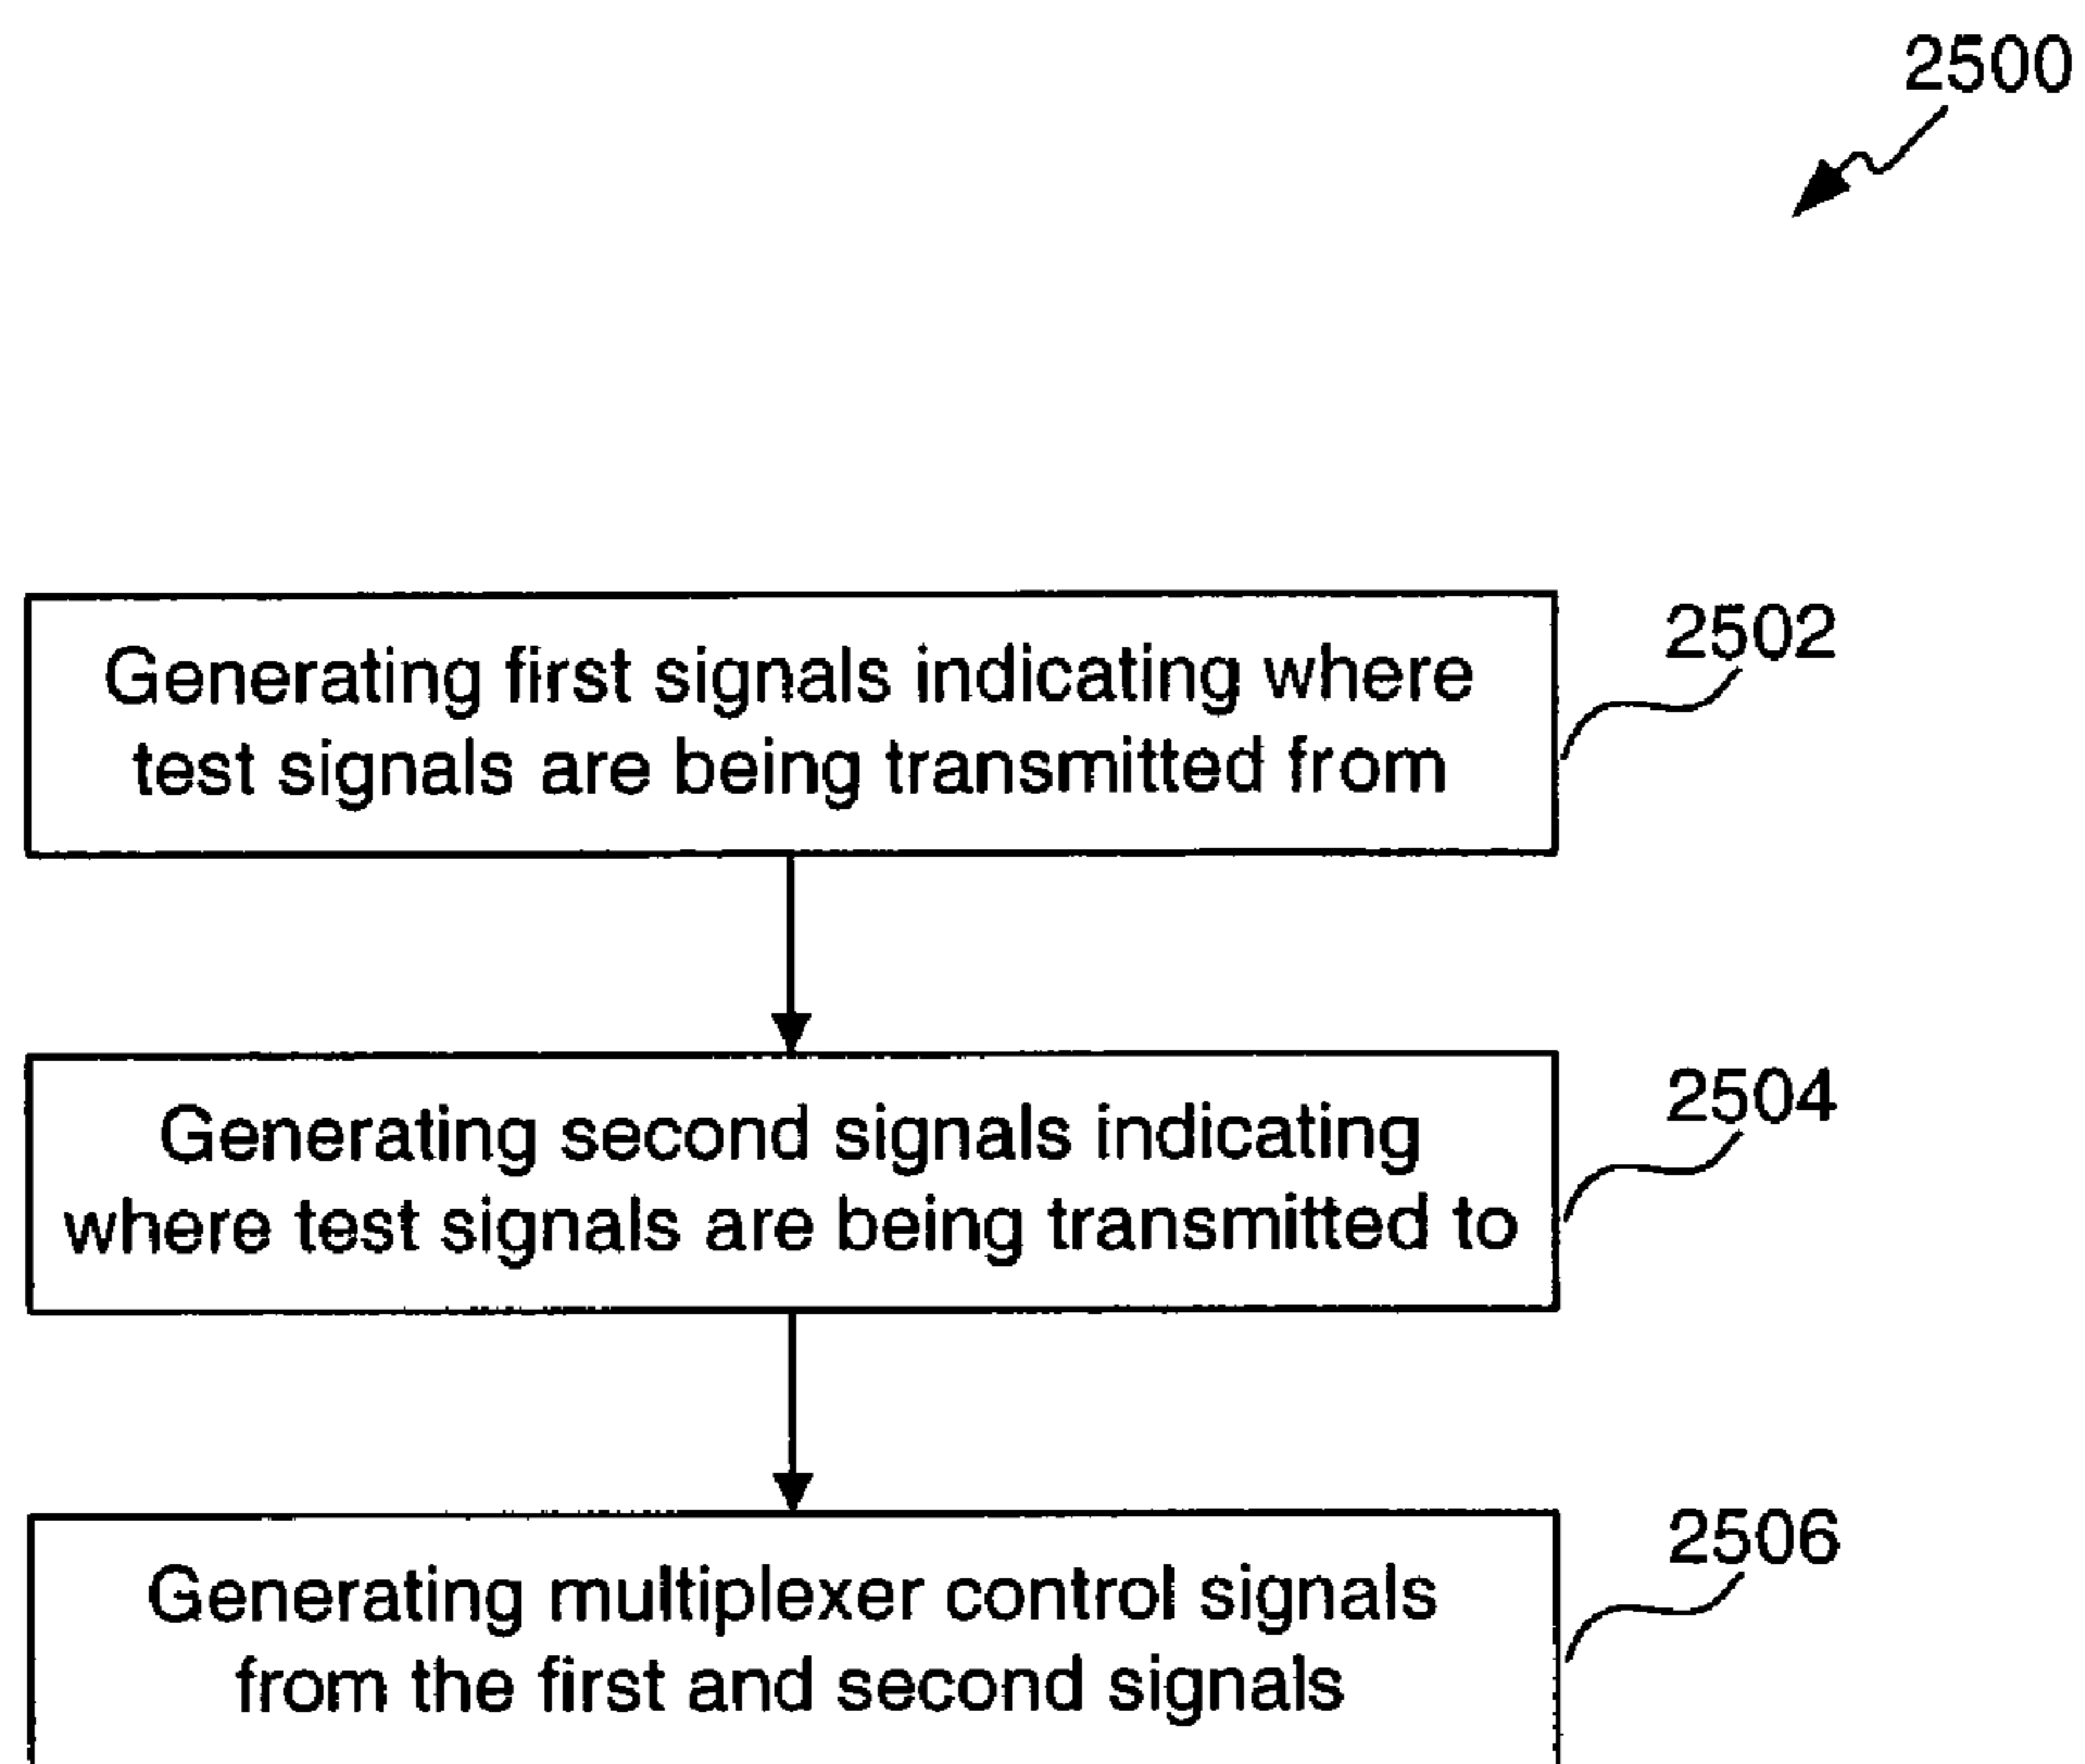 2500
Generating first signals indicating where
test signals are being transmitted from
2502
Generating second signals indicating
where test signals are being transmitted to
2504
Generating multiplexer control signals
from the first and second signals
2506